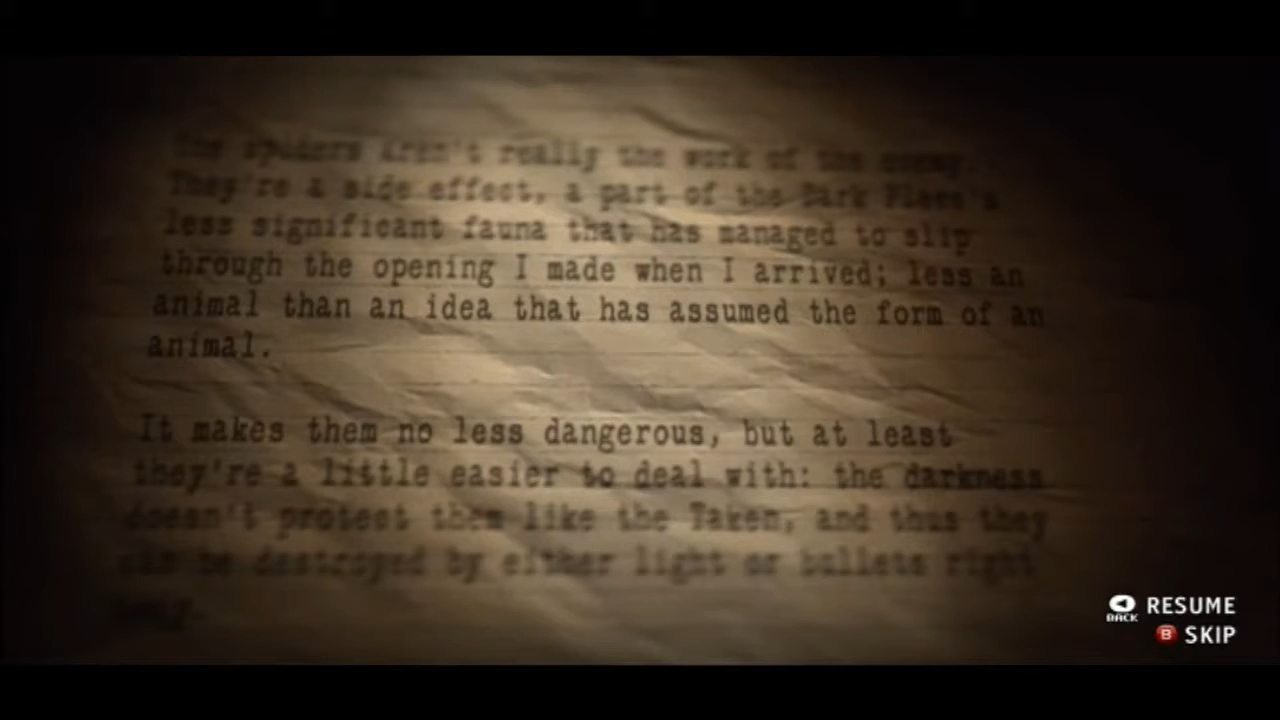 The spiders aren't really the work of the enemy.
They're a side effect, a part of the Dark Place's
less significant fauna that has managed to slip
through the opening I made when I arrived; less an
animal than an idea that has assumed the form of an
animal.
It makes them no less dangerous, but at least
they're a little easier to deal with: the darkness
doesn't protect them like the Taken, and thus they
can be destroyed by either light or bullets right
away.
BACK RESUME
B SKIP